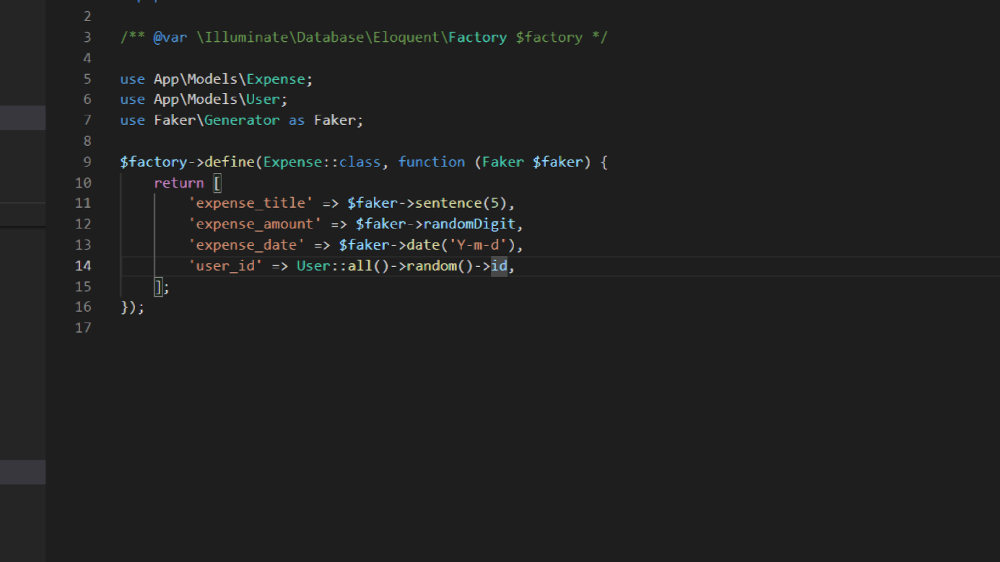 2
3 /** @var \Illuminate\Database\Eloquent\Factory $factory */
4
5 use App\Models\Expense;
6 use App\Models\User;
7 use Faker\Generator as Faker;
8
9 $factory->define(Expense::class, function (Faker $faker) {
10 return [
11 'expense_title' => $faker->sentence(5),
12 'expense_amount' => $faker->randomDigit,
13 'expense_date' => $faker->date('Y-m-d'),
14 'user_id' => User::all()->random()->id,
15 ];
16 });
17